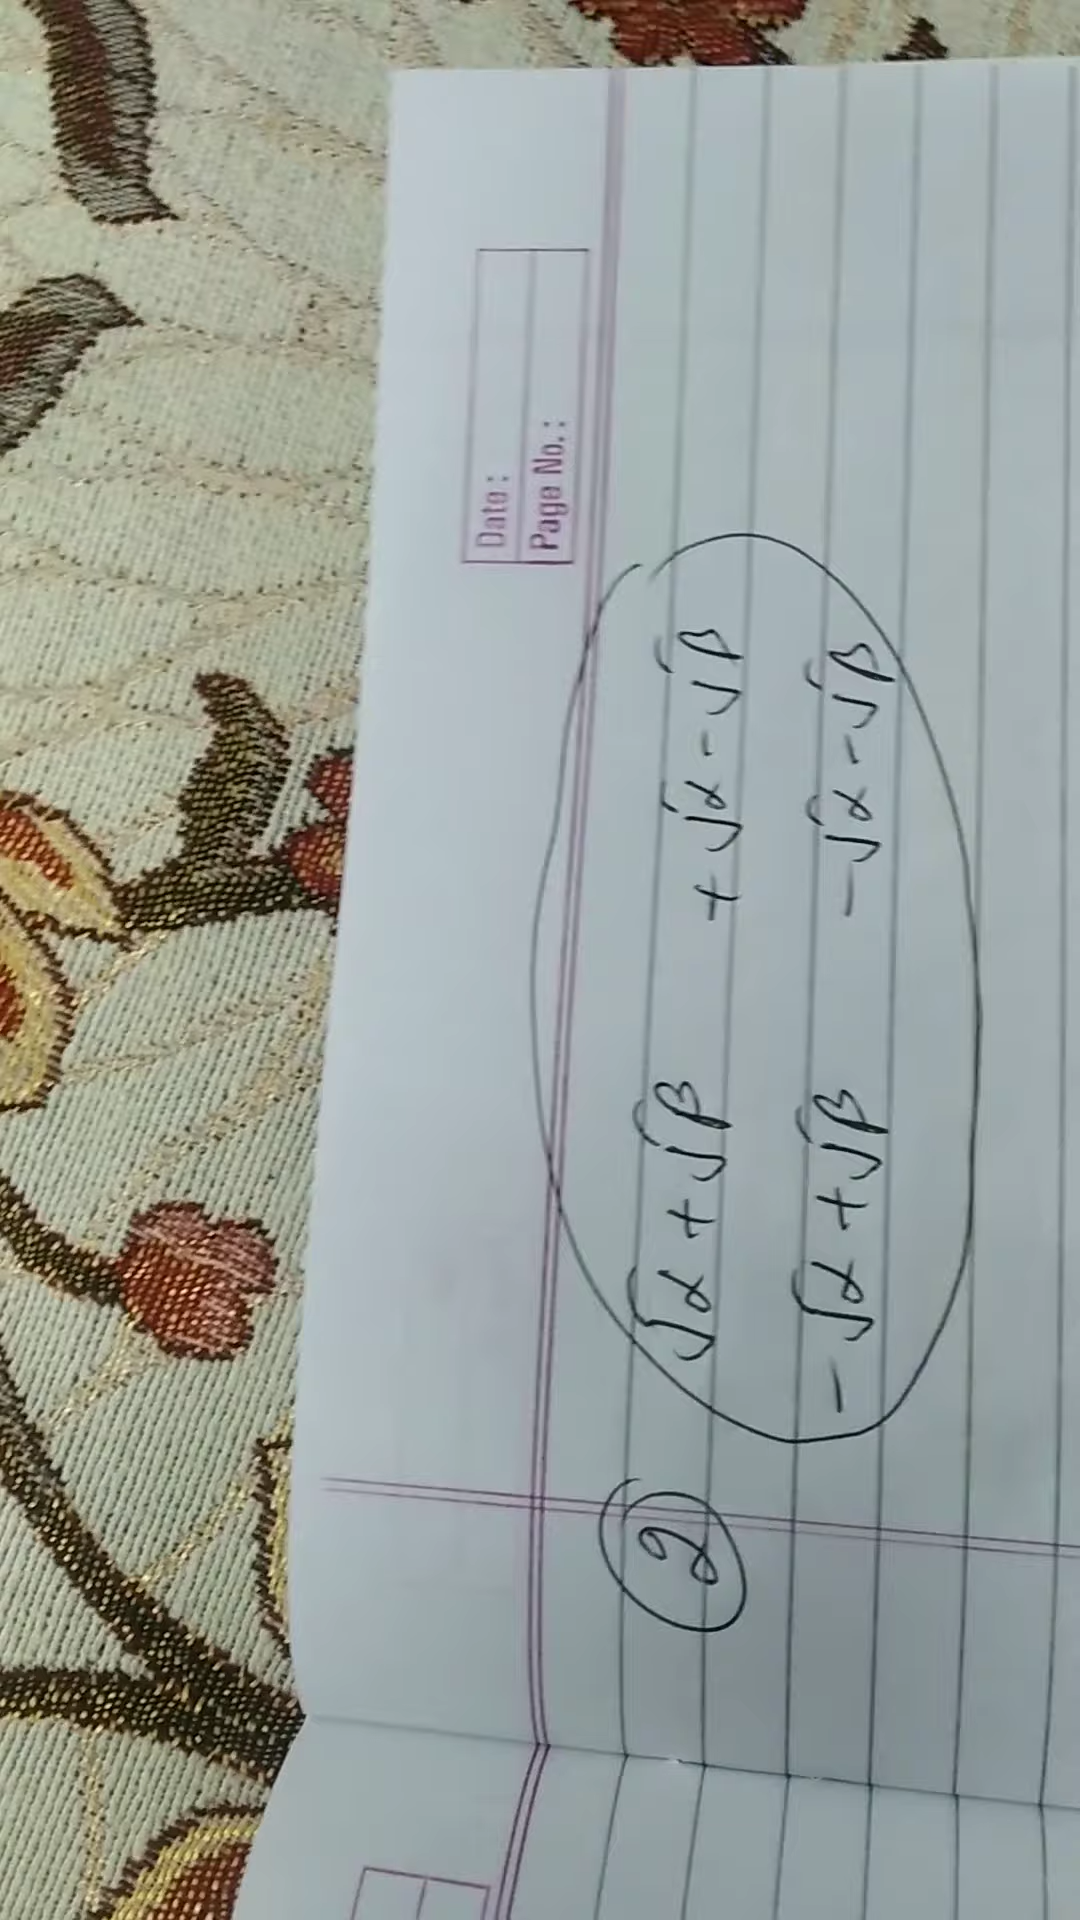 Date:
Page No.:
② √α + √β + √α - √β
- √α + √β - √α - √β